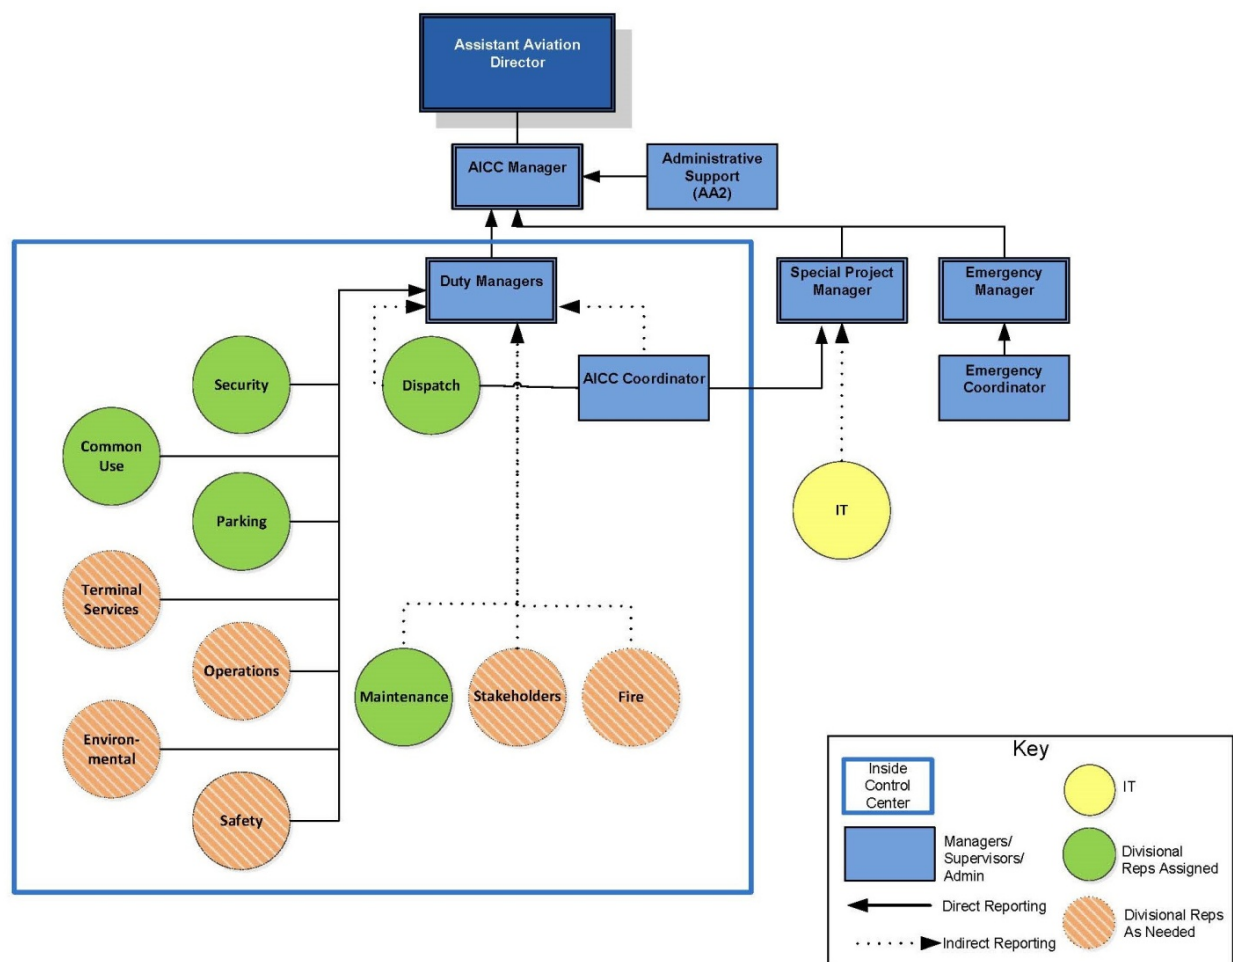 Assistant Aviation
Director
AICC Manager
Administrative
Support
(AA2)
Duty Managers
Special Project
Manager
Emergency
Manager
Security
Dispatch
AICC Coordinator
Emergency
Coordinator
Common
Use
Parking
IT
Terminal
Services
Operations
Maintenance
Stakeholders
Fire
Environ-
mental
Safety
Key
Inside
Control
Center
IT
Managers/
Supervisors/
Admin
Divisional
Reps Assigned
Direct Reporting
Indirect Reporting
Divisional Reps
As Needed